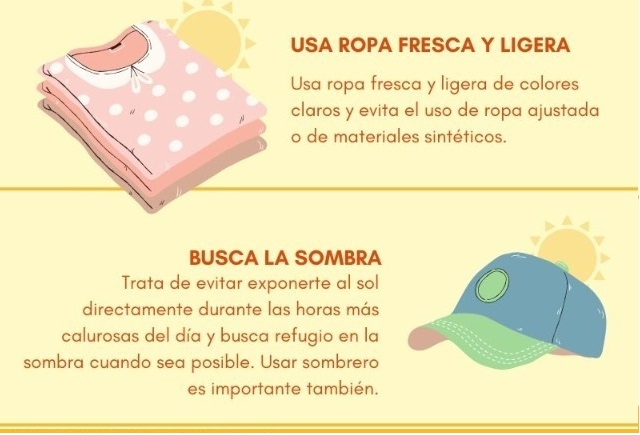 USA ROPA FRESCA Y LIGERA
Usa ropa fresca y ligera de colores
claros y evita el uso de ropa ajustada
o de materiales sintéticos.
BUSCA LA SOMBRA
Trata de evitar exponerte al sol
directamente durante las horas más
calurosas del día y busca refugio en la
sombra cuando sea posible. Usar sombrero
es importante también.